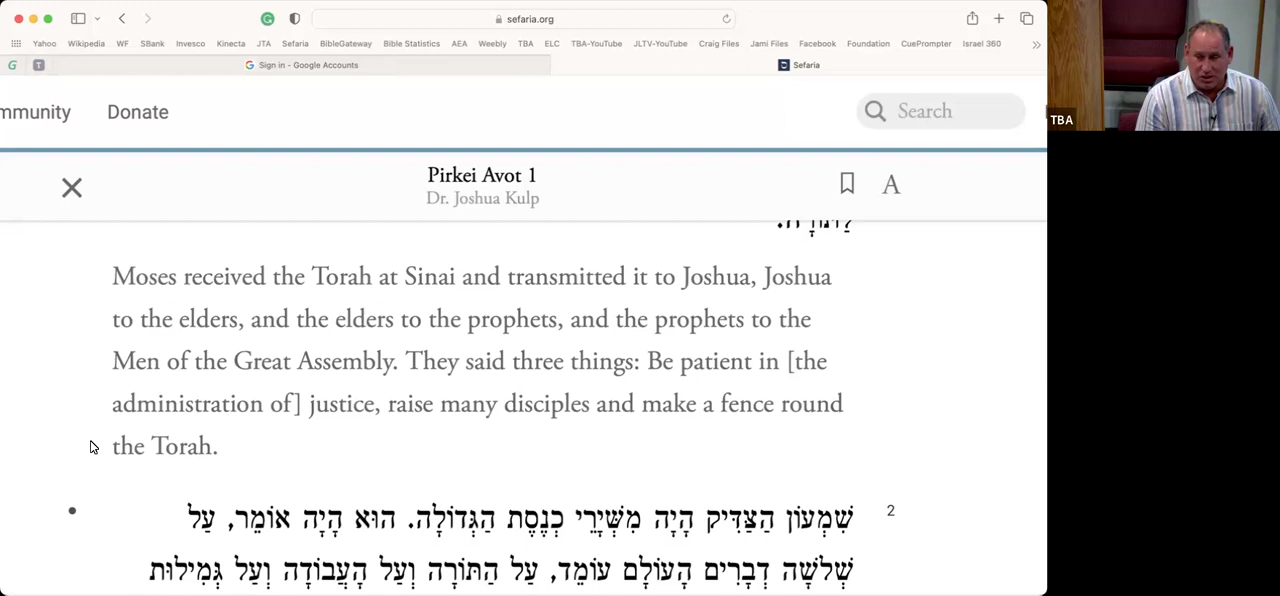 sefaria.org
Yahoo Wikipedia WF SBank Invesco Kinecta JTA Sefaria BibleGateway Bible Statistics AEA Weebly TBA ELC TBA-YouTube JLTV-YouTube Craig Files Jami Files Facebook Foundation CuePrompter Israel 360 »
G T Sign in - Google Accounts Sefaria
mmunity Donate Search
TBA
Pirkei Avot 1
Dr. Joshua Kulp
A
Moses received the Torah at Sinai and transmitted it to Joshua, Joshua
to the elders, and the elders to the prophets, and the prophets to the
Men of the Great Assembly. They said three things: Be patient in [the
administration of] justice, raise many disciples and make a fence round
the Torah.
2 שִׁמְעוֹן הַצַּדִּיק הָיָה מִשְּׁיָרֵי כְנֶסֶת הַגְּדוֹלָה. הוּא הָיָה אוֹמֵר, עַל
שְׁלשָׁה דְבָרִים הָעוֹלָם עוֹמֵד, עַל הַתּוֹרָה וְעַל הָעֲבוֹדָה וְעַל גְּמִילוּת